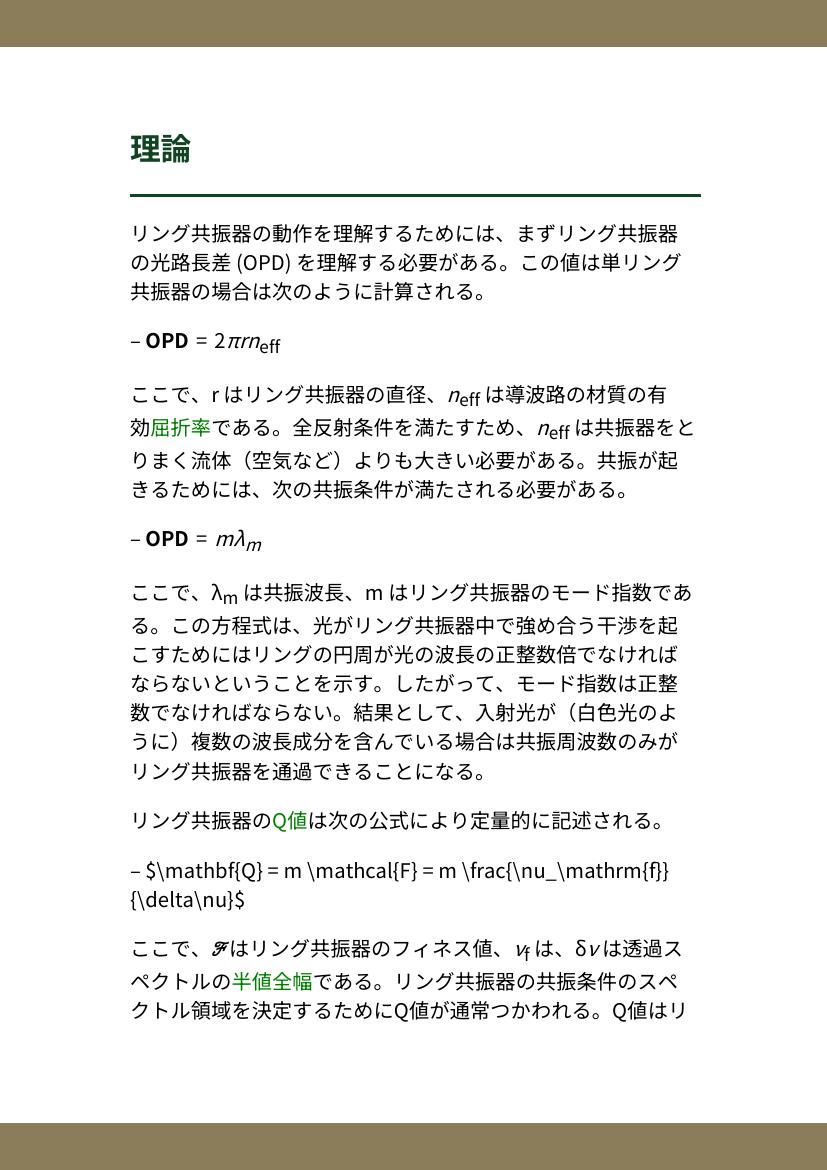 理論
リング共振器の動作を理解するためには、まずリング共振器
の光路長差 (OPD) を理解する必要がある。この値は単リング
共振器の場合は次のように計算される。
– OPD = 2πrn_eff
ここで、r はリング共振器の直径、n_eff は導波路の材質の有
効屈折率である。全反射条件を満たすため、n_eff は共振器をと
りまく流体（空気など）よりも大きい必要がある。共振が起
きるためには、次の共振条件が満たされる必要がある。
– OPD = mλ_m
ここで、λ_m は共振波長、m はリング共振器のモード指数であ
る。この方程式は、光がリング共振器中で強め合う干渉を起
こすためにはリングの円周が光の波長の正整数倍でなければ
ならないということを示す。したがって、モード指数は正整
数でなければならない。結果として、入射光が（白色光のよ
うに）複数の波長成分を含んでいる場合は共振周波数のみが
リング共振器を通過できることになる。
リング共振器のQ値は次の公式により定量的に記述される。
– $\mathbf{Q} = m \mathcal{F} = m \frac{\nu_\mathrm{f}}
{\delta\nu}$
ここで、𝓕はリング共振器のフィネス値、ν_f は、δνは透過ス
ペクトルの半値全幅である。リング共振器の共振条件のスペ
クトル領域を決定するためにQ値が通常つかわれる。Q値はリ